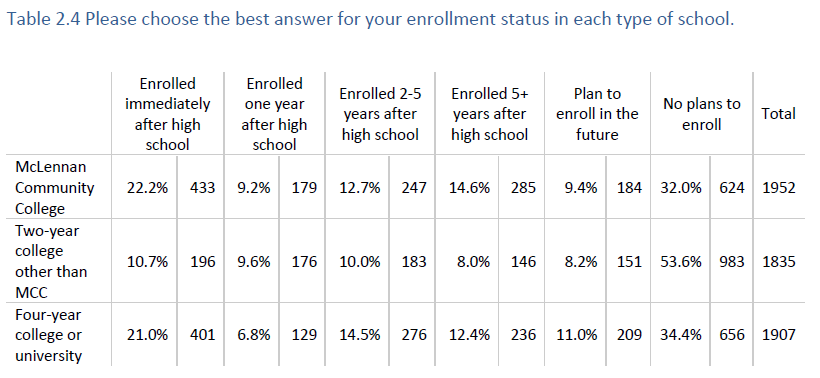 Table 2.4 Please choose the best answer for your enrollment status in each type of school.
Enrolled
immediately
after high
school
Enrolled
one year
after high
school
Enrolled 2-5
years after
high school
Enrolled 5+
years after
high school
Plan to
enroll in the
future
No plans to
enroll
Total
McLennan
Community
College
22.2% 433 9.2% 179 12.7% 247 14.6% 285 9.4% 184 32.0% 624 1952
Two-year
college
other than
MCC
10.7% 196 9.6% 176 10.0% 183 8.0% 146 8.2% 151 53.6% 983 1835
Four-year
college or
university
21.0% 401 6.8% 129 14.5% 276 12.4% 236 11.0% 209 34.4% 656 1907